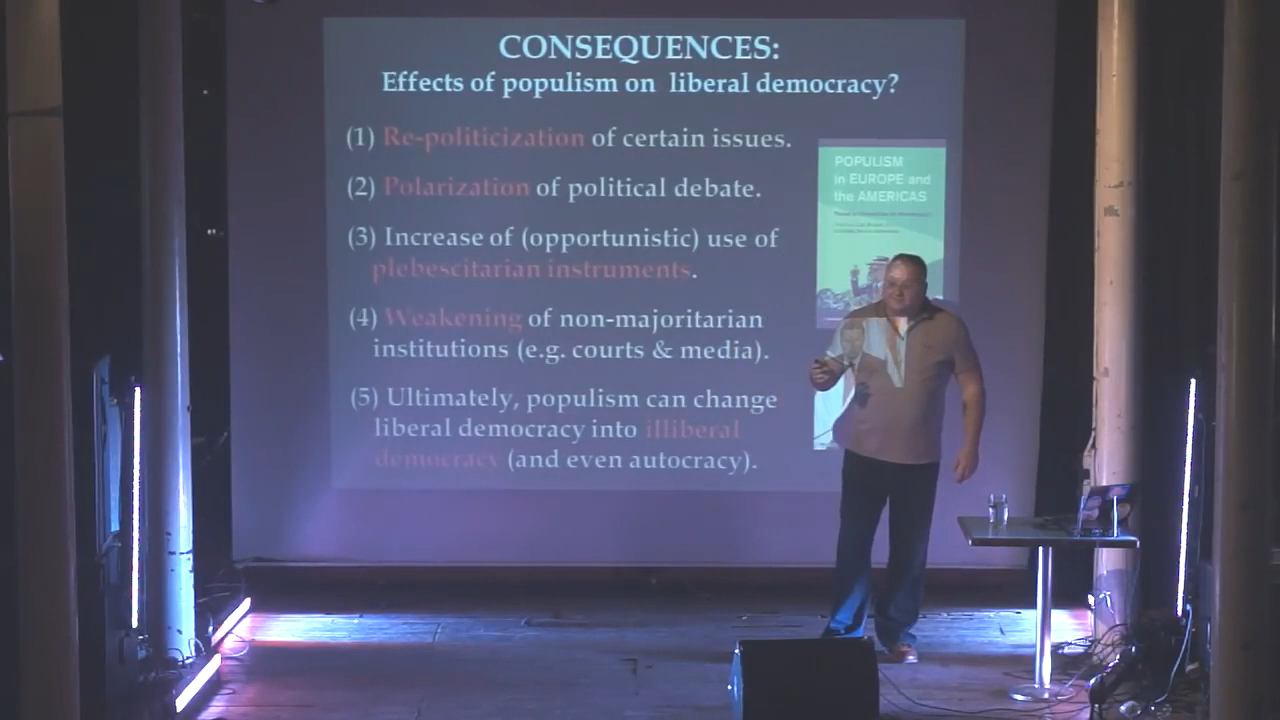 CONSEQUENCES:
Effects of populism on liberal democracy?
(1) Re-politicization of certain issues.
(2) Polarization of political debate.
(3) Increase of (opportunistic) use of
plebescitarian instruments.
(4) Weakening of non-majoritarian
institutions (e.g. courts & media).
(5) Ultimately, populism can change
liberal democracy into illiberal
democracy (and even autocracy).
POPULISM
in EUROPE and
the AMERICAS